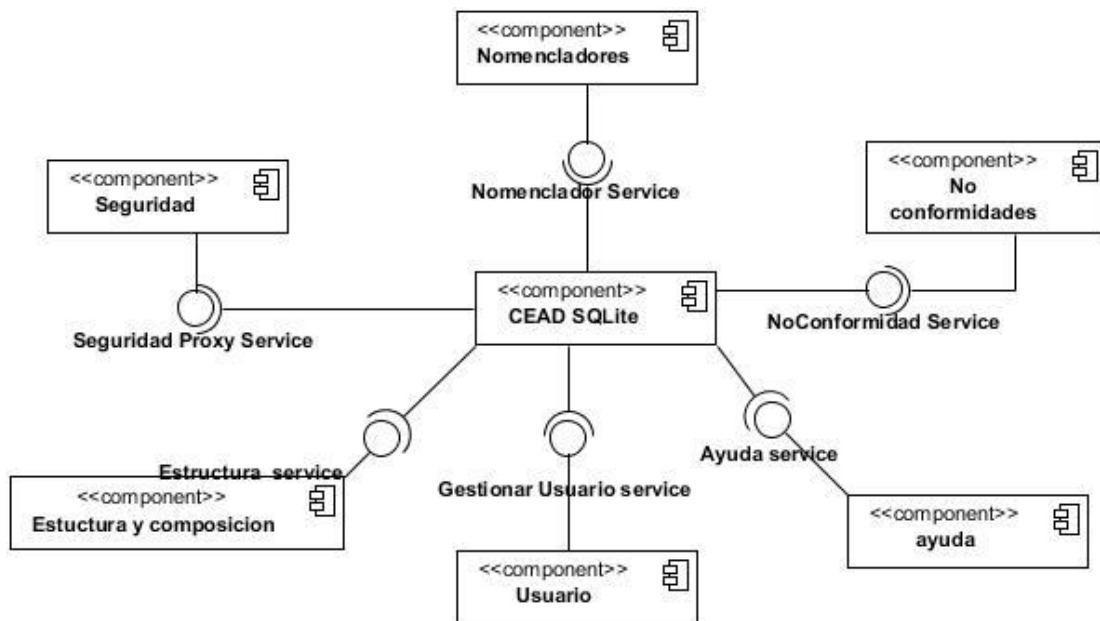 <<component>>
Nomencladores
<<component>>
Seguridad
<<component>>
No
conformidades
Nomenclador Service
<<component>>
CEAD SQLite
Seguridad Proxy Service
NoConformidad Service
Estructura service
Gestionar Usuario service
Ayuda service
<<component>>
Estuctura y composicion
<<component>>
Usuario
<<component>>
ayuda